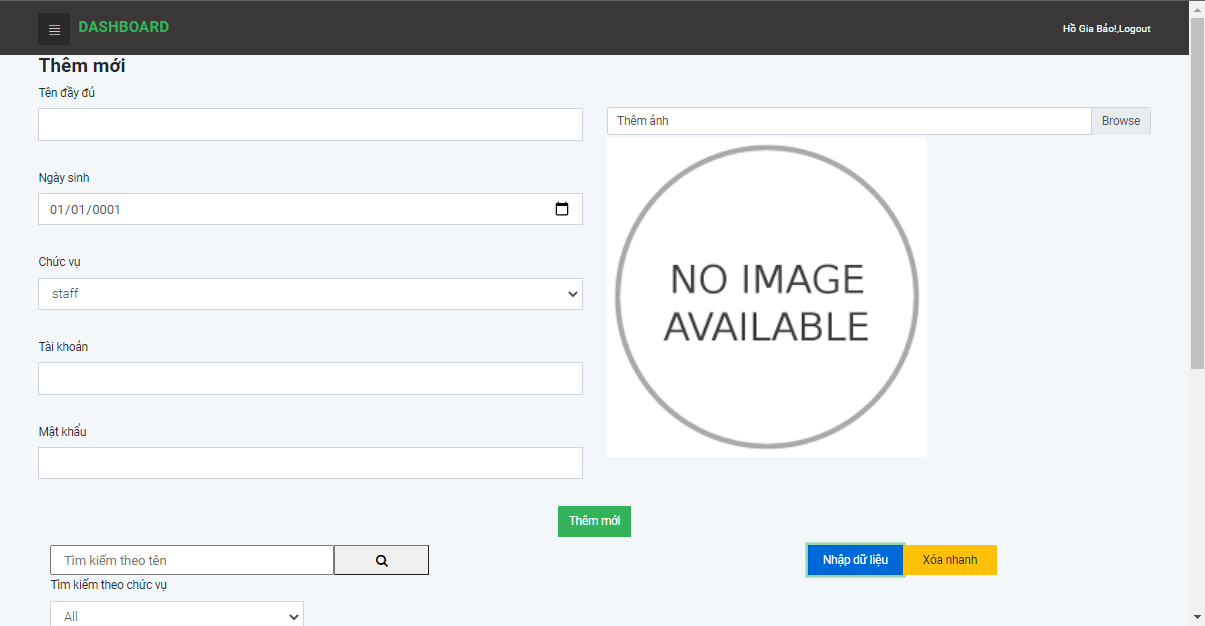 DASHBOARD
Hồ Gia Bảo!,Logout
Thêm mới
Tên đầy đủ
Thêm ảnh
Browse
Ngày sinh
01/01/0001
Chức vụ
staff
NO IMAGE
AVAILABLE
Tài khoản
Mật khẩu
Thêm mới
Tìm kiếm theo tên
Nhập dữ liệu
Xóa nhanh
Tìm kiếm theo chức vụ
All